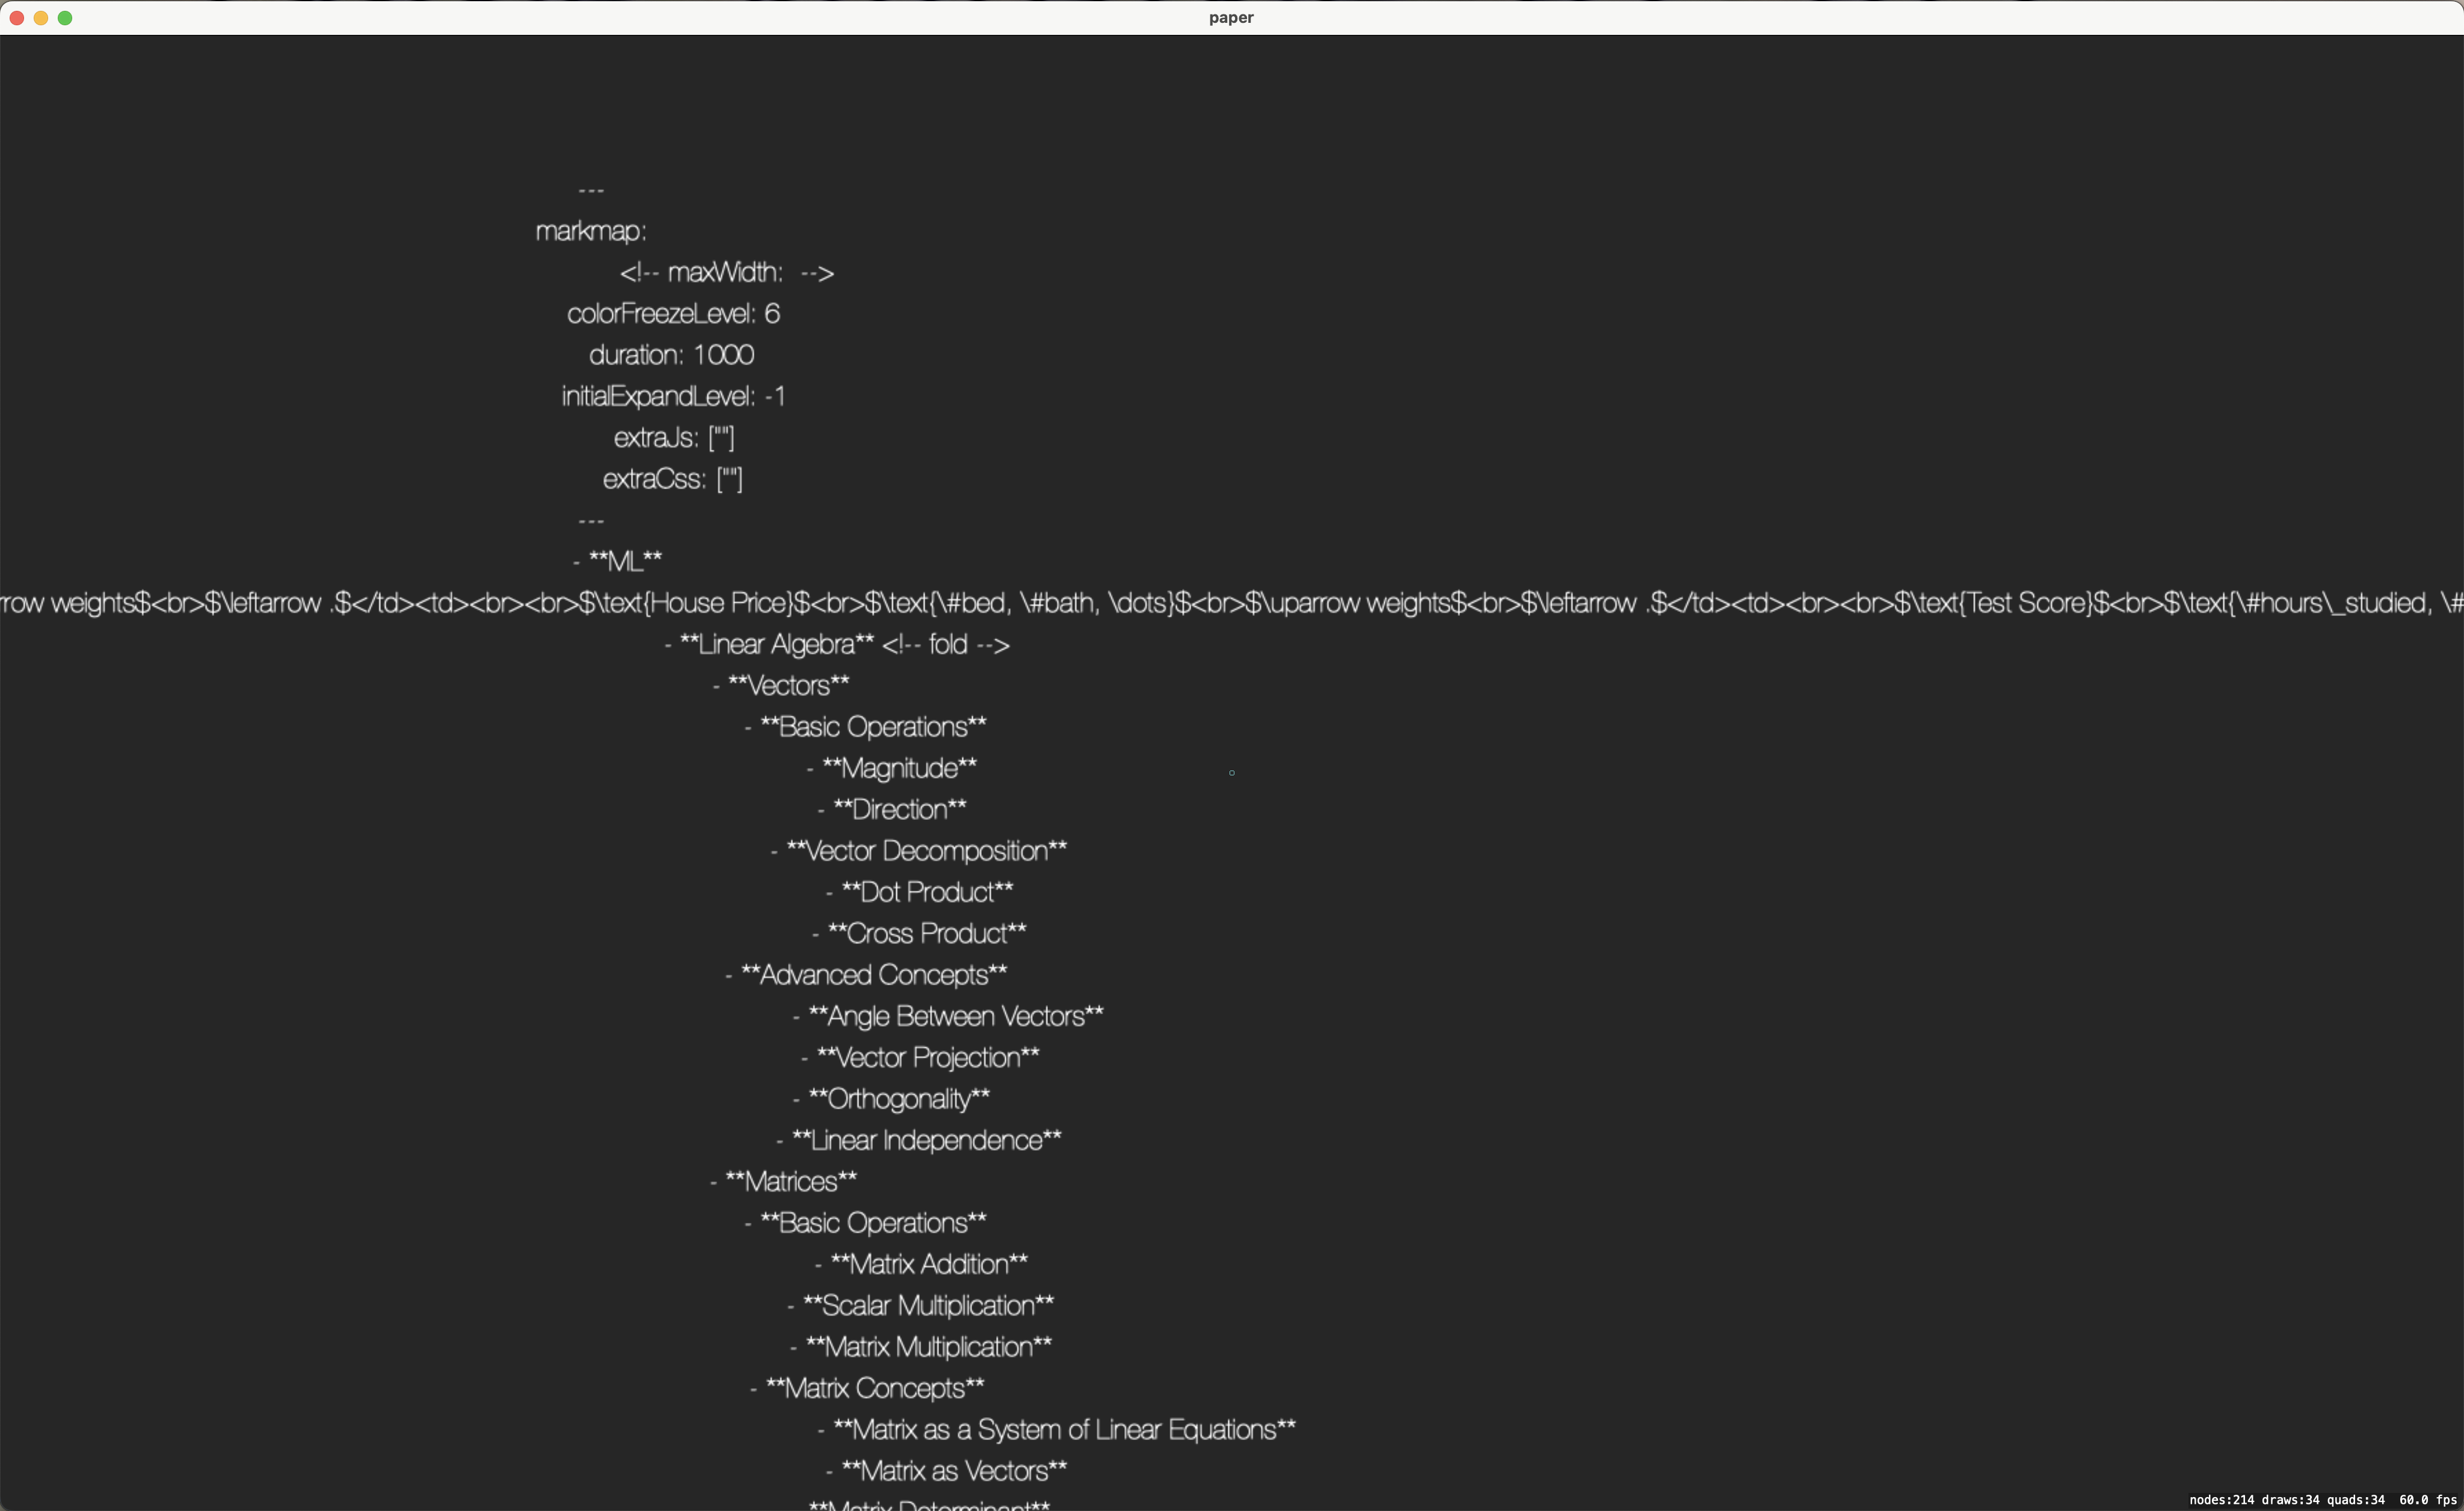 paper
---
markmap:
<!-- maxWidth:  -->
colorFreezeLevel: 6
duration: 1000
initialExpandLevel: -1
extraJs: [""]
extraCss: [""]
---
- **ML**
row weights$<br>$\leftarrow .$</td><td><br><br>$\text{House Price}$<br>$\text{\#bed, \#bath, \dots}$<br>$\uparrow weights$<br>$\leftarrow .$</td><td><br><br>$\text{Test Score}$<br>$\text{\#hours\_studied, \#
- **Linear Algebra** <!-- fold -->
- **Vectors**
- **Basic Operations**
- **Magnitude**
- **Direction**
- **Vector Decomposition**
- **Dot Product**
- **Cross Product**
- **Advanced Concepts**
- **Angle Between Vectors**
- **Vector Projection**
- **Orthogonality**
- **Linear Independence**
- **Matrices**
- **Basic Operations**
- **Matrix Addition**
- **Scalar Multiplication**
- **Matrix Multiplication**
- **Matrix Concepts**
- **Matrix as a System of Linear Equations**
- **Matrix as Vectors**
**Matrix Determinant**
nodes:214 draws:34 quads:34  60.0 fps